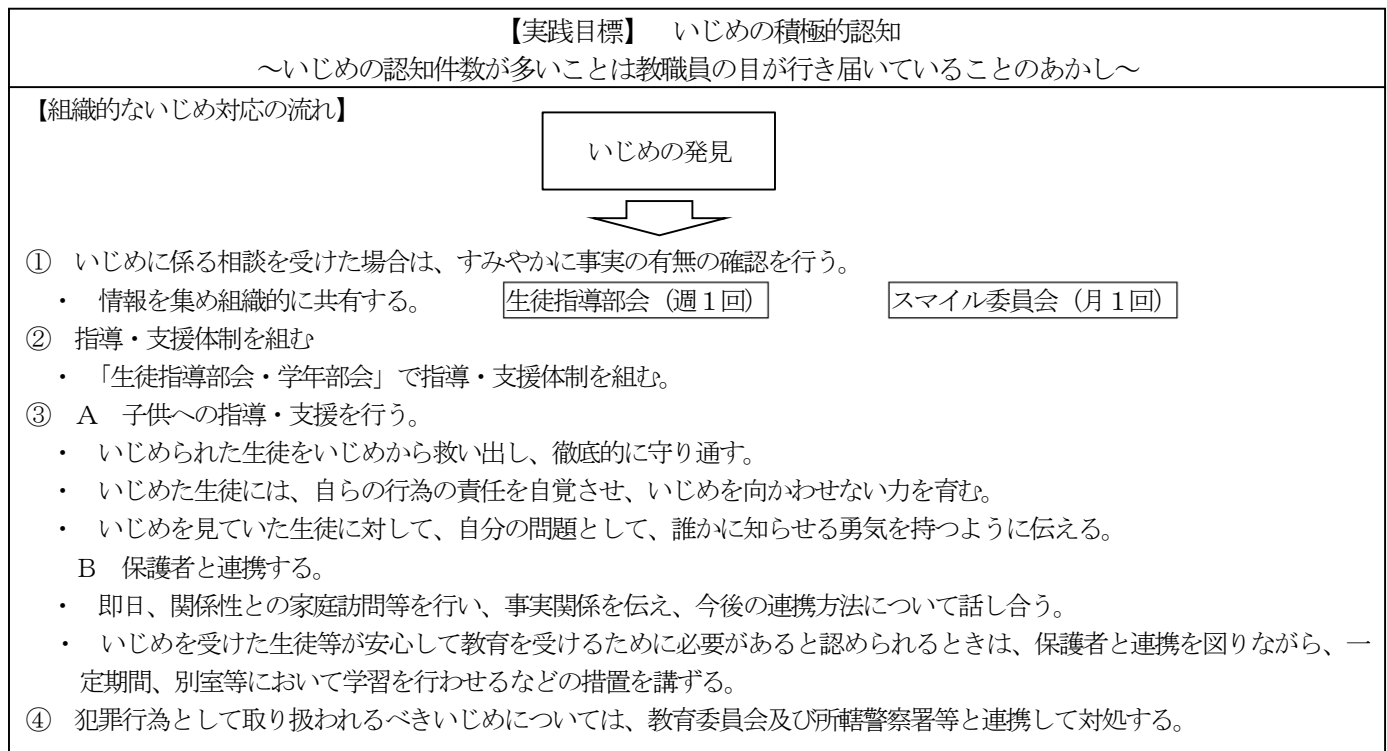 【実践目標】 いじめの積極的認知
～いじめの認知件数が多いことは教職員の目が行き届いていることのあかし～
【組織的ないじめ対応の流れ】
いじめの発見
① いじめに係る相談を受けた場合は、すみやかに事実の有無の確認を行う。
・ 情報を集め組織的に共有する。 生徒指導部会（週１回） スマイル委員会（月１回）
② 指導・支援体制を組む
・ 「生徒指導部会・学年部会」で指導・支援体制を組む。
③ Ａ 子供への指導・支援を行う。
・ いじめられた生徒をいじめから救い出し、徹底的に守り通す。
・ いじめた生徒には、自らの行為の責任を自覚させ、いじめを向かわせない力を育む。
・ いじめを見ていた生徒に対して、自分の問題として、誰かに知らせる勇気を持つように伝える。
Ｂ 保護者と連携する。
・ 即日、関係性との家庭訪問等を行い、事実関係を伝え、今後の連携方法について話し合う。
・ いじめを受けた生徒等が安心して教育を受けるために必要があると認められるときは、保護者と連携を図りながら、一
定期間、別室等において学習を行わせるなどの措置を講ずる。
④ 犯罪行為として取り扱われるべきいじめについては、教育委員会及び所轄警察署等と連携して対処する。